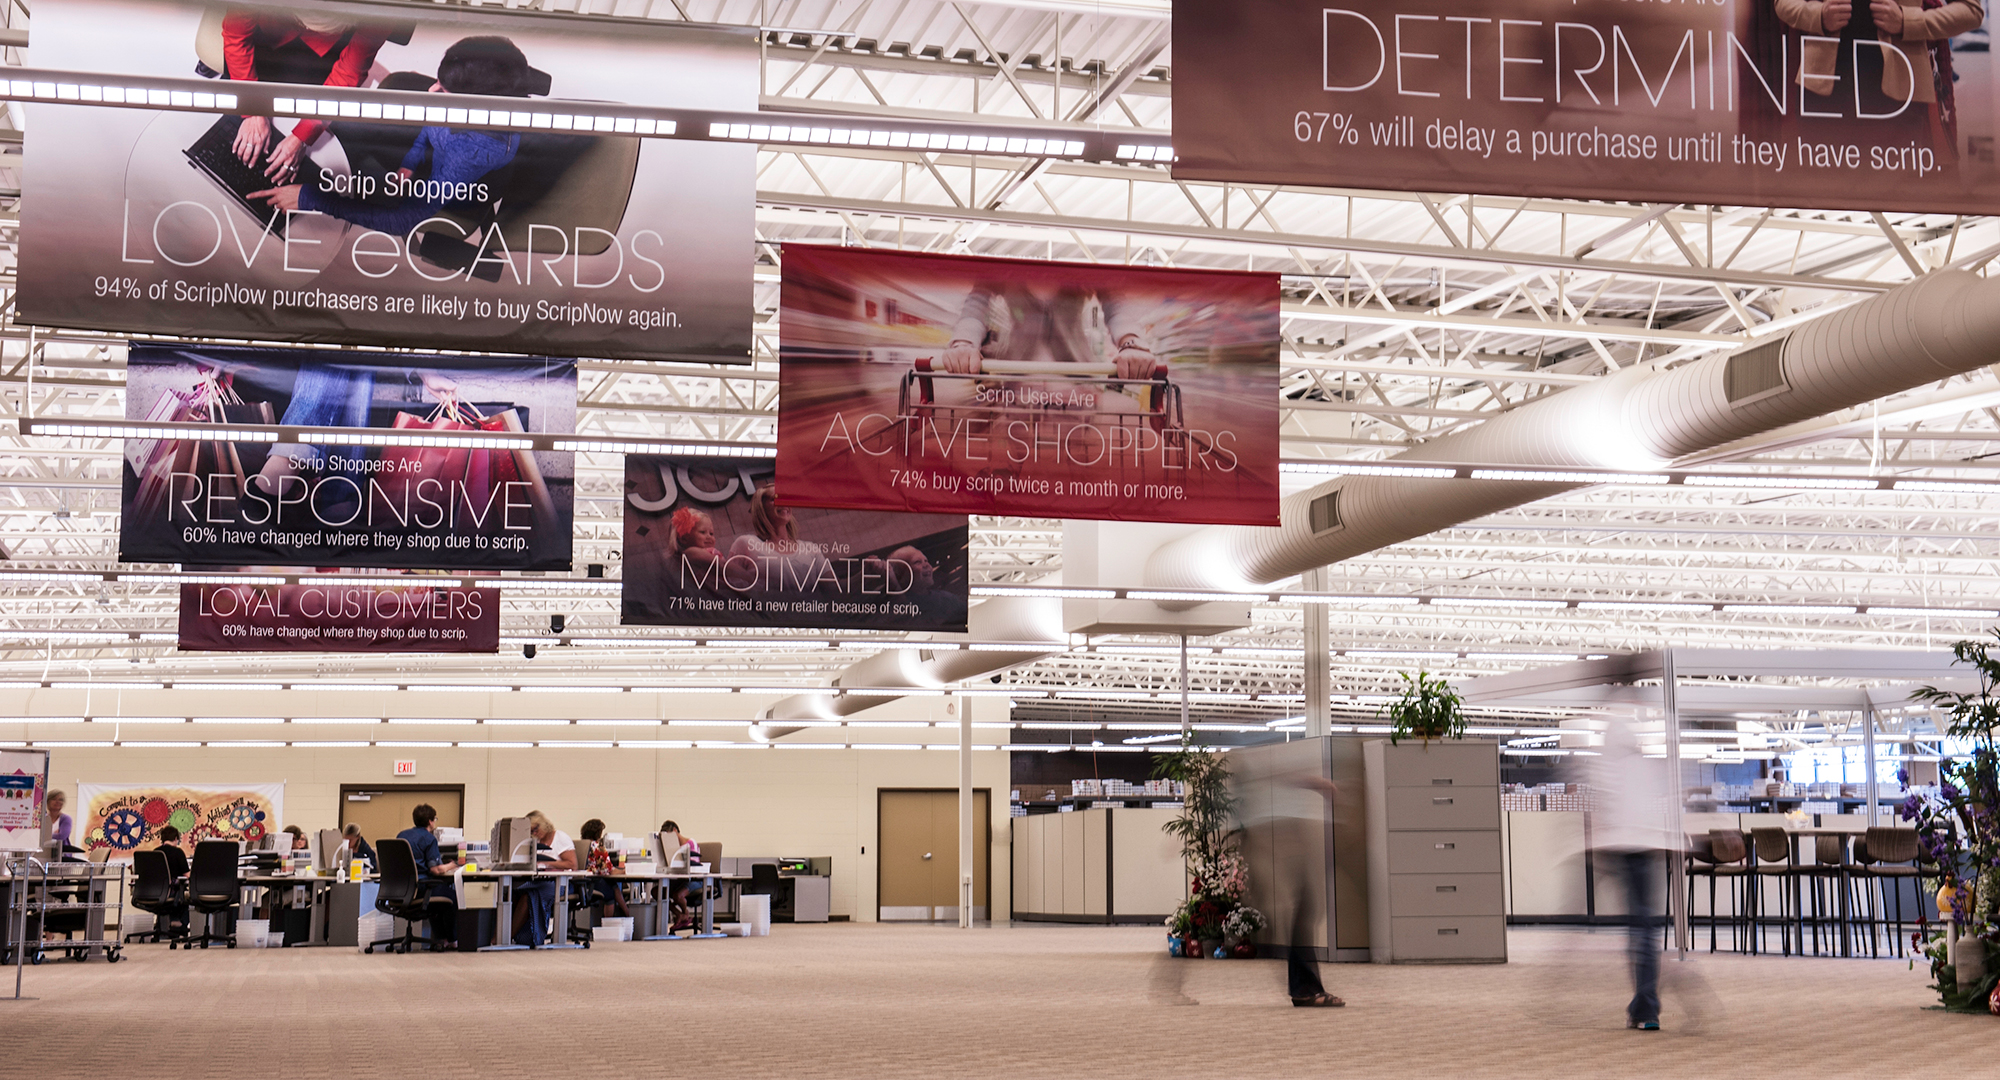 Scrip Shoppers
LOVE eCARDS
94% of ScripNow purchasers are likely to buy ScripNow again.
DETERMINED
67% will delay a purchase until they have scrip.
Scrip Users Are
ACTIVE SHOPPERS
74% buy scrip twice a month or more.
Scrip Shoppers Are
RESPONSIVE
60% have changed where they shop due to scrip.
JCP
Scrip Shoppers Are
MOTIVATED
71% have tried a new retailer because of scrip.
LOYAL CUSTOMERS
60% have changed where they shop due to scrip.
EXIT
Commit to